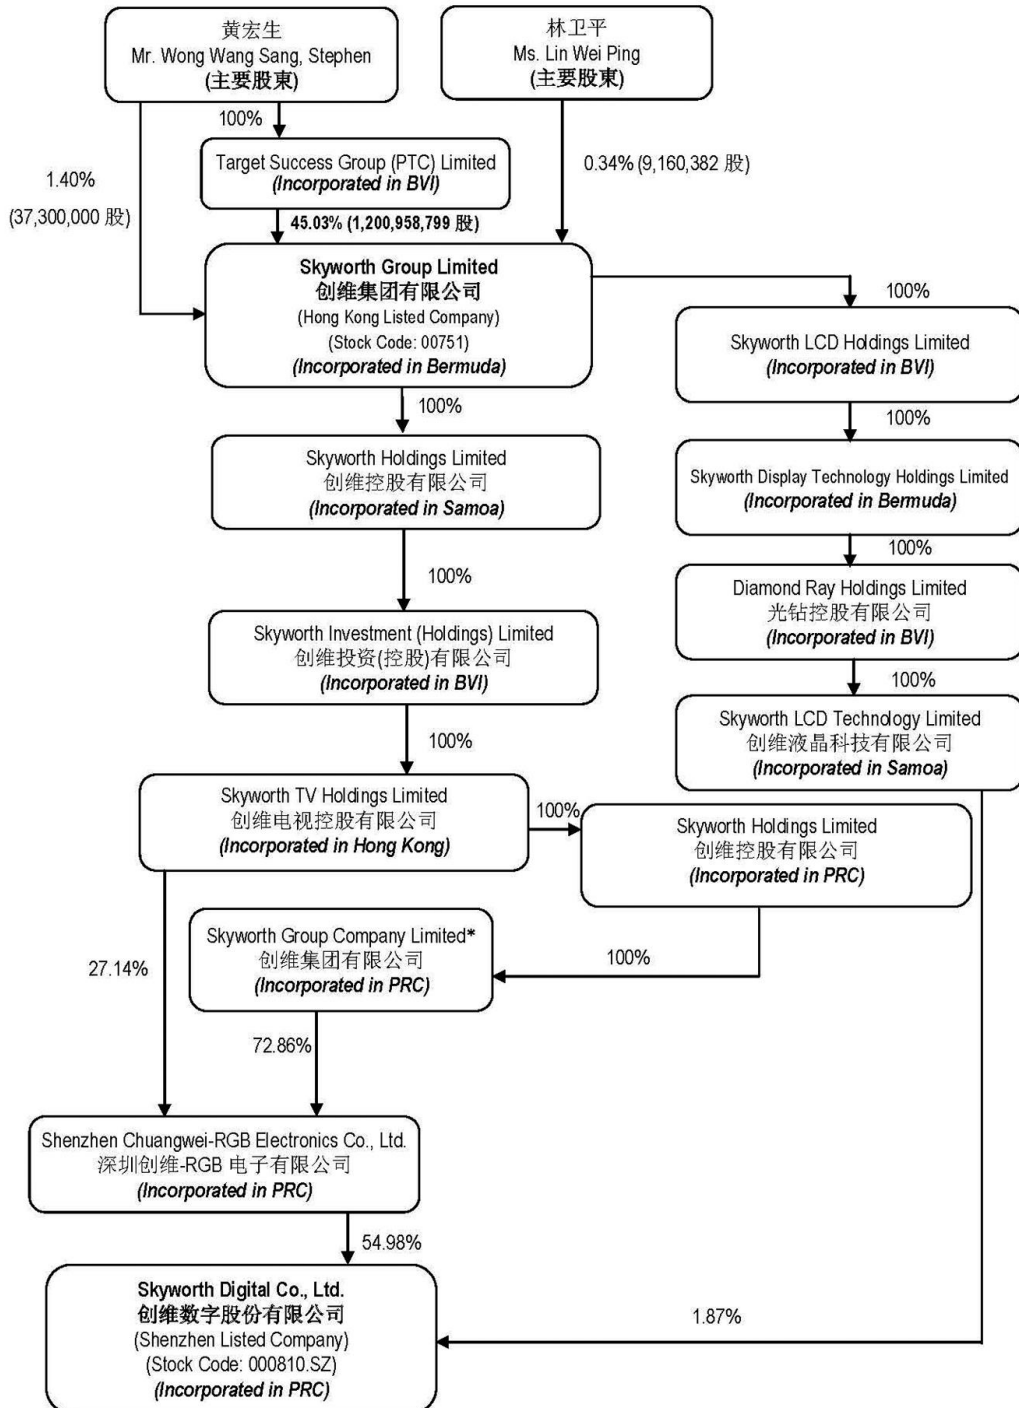 黄宏生
Mr. Wong Wang Sang, Stephen
(主要股東)
林卫平
Ms. Lin Wei Ping
(主要股東)
100%
1.40%
(37,300,000 股)
Target Success Group (PTC) Limited
(Incorporated in BVI)
0.34% (9,160,382 股)
45.03% (1,200,958,799 股)
Skyworth Group Limited
创维集团有限公司
(Hong Kong Listed Company)
(Stock Code: 00751)
(Incorporated in Bermuda)
100%
Skyworth LCD Holdings Limited
(Incorporated in BVI)
100%
Skyworth Display Technology Holdings Limited
(Incorporated in Bermuda)
100%
Diamond Ray Holdings Limited
光钻控股有限公司
(Incorporated in BVI)
100%
Skyworth LCD Technology Limited
创维液晶科技有限公司
(Incorporated in Samoa)
100%
Skyworth Holdings Limited
创维控股有限公司
(Incorporated in Samoa)
100%
Skyworth Investment (Holdings) Limited
创维投资(控股)有限公司
(Incorporated in BVI)
100%
Skyworth TV Holdings Limited
创维电视控股有限公司
(Incorporated in Hong Kong)
100%
Skyworth Holdings Limited
创维控股有限公司
(Incorporated in PRC)
100%
Skyworth Group Company Limited*
创维集团有限公司
(Incorporated in PRC)
27.14%
72.86%
Shenzhen Chuangwei-RGB Electronics Co., Ltd.
深圳创维-RGB 电子有限公司
(Incorporated in PRC)
54.98%
Skyworth Digital Co., Ltd.
创维数字股份有限公司
(Shenzhen Listed Company)
(Stock Code: 000810.SZ)
(Incorporated in PRC)
1.87%